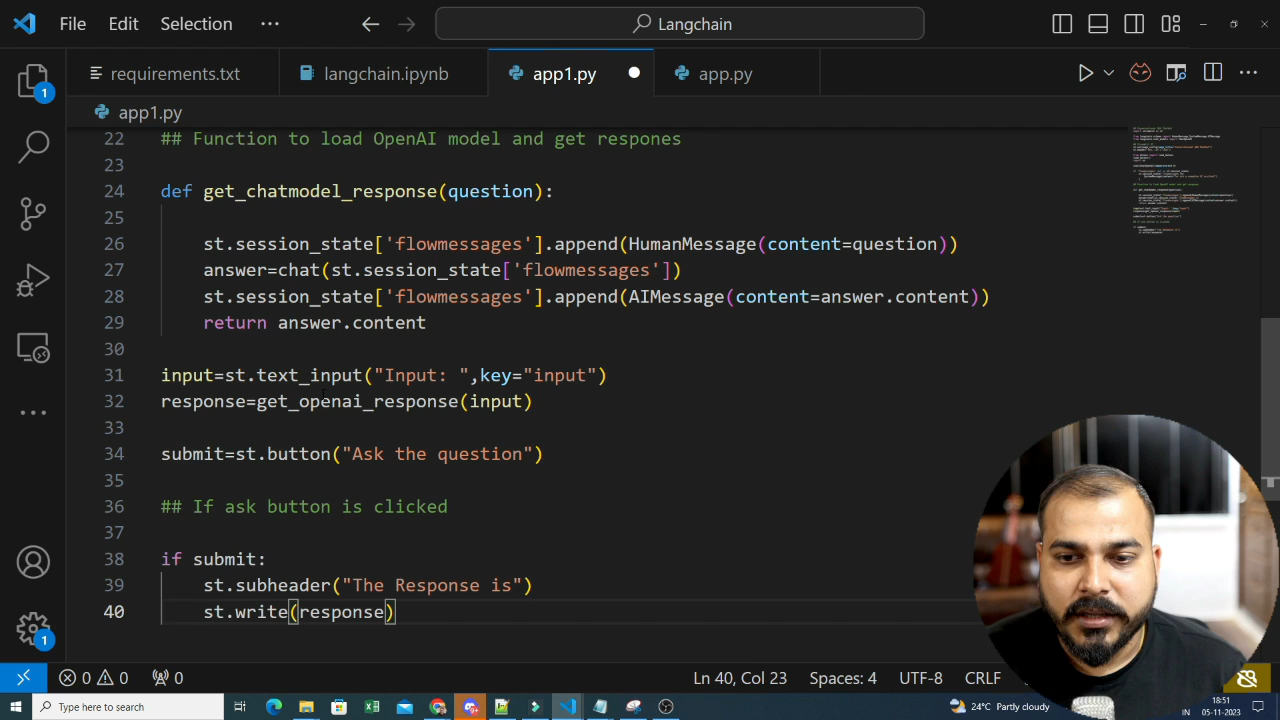 File Edit Selection ··· Langchain
requirements.txt langchain.ipynb app1.py app.py
app1.py
22 ## Function to load OpenAI model and get respones
23
24 def get_chatmodel_response(question):
25
26 st.session_state['flowmessages'].append(HumanMessage(content=question))
27 answer=chat(st.session_state['flowmessages'])
28 st.session_state['flowmessages'].append(AIMessage(content=answer.content))
29 return answer.content
30
31 input=st.text_input("Input: ",key="input")
32 response=get_openai_response(input)
33
34 submit=st.button("Ask the question")
35
36 ## If ask button is clicked
37
38 if submit:
39 st.subheader("The Response is")
40 st.write(response)
1
1
0 0 0 Ln 40, Col 23 Spaces: 4 UTF-8 CRLF
Type here to search 24°C Partly cloudy IN 18:51
05-11-2023